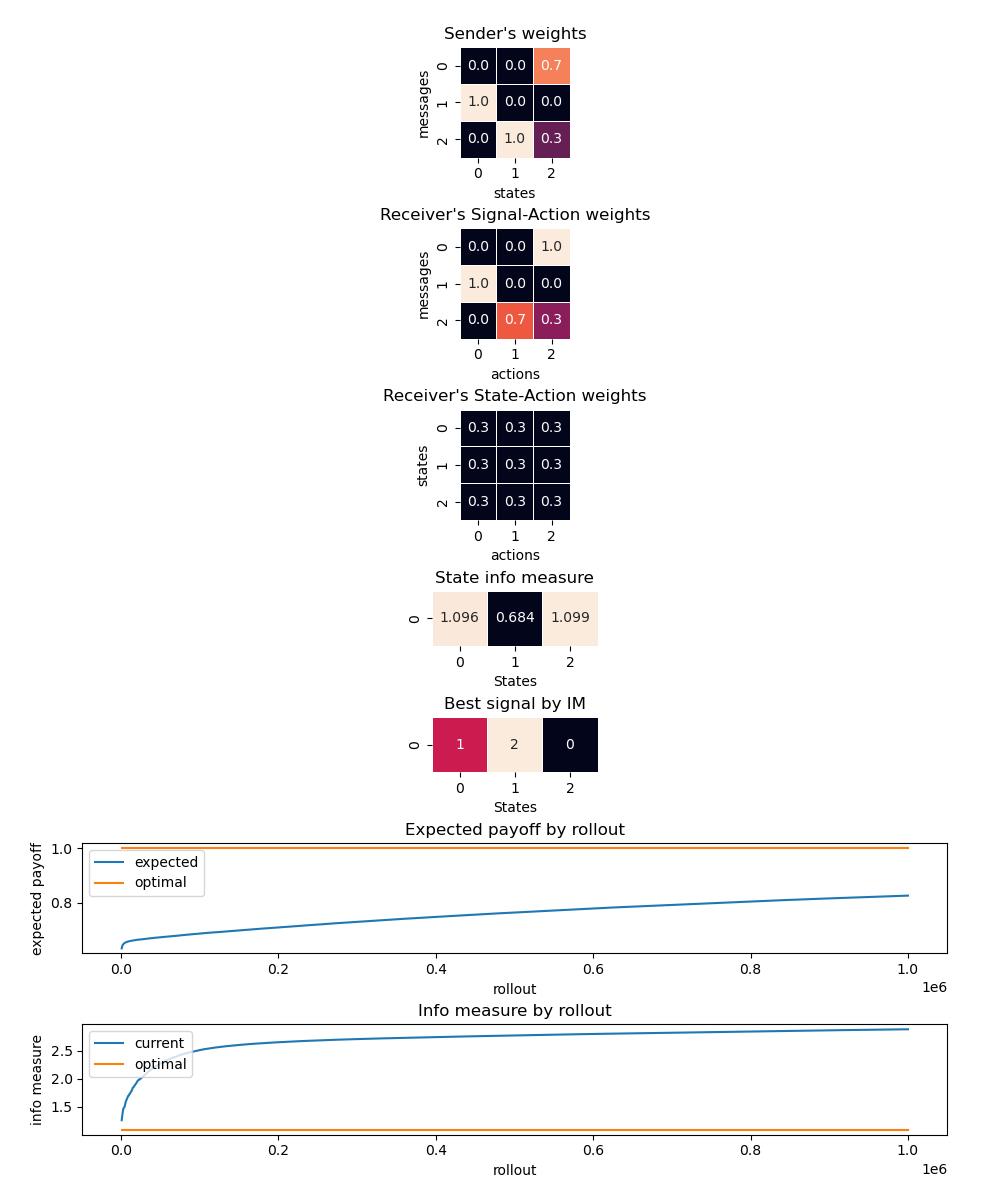 Sender's weights
messages
0 0.0 0.0 0.7
1 1.0 0.0 0.0
2 0.0 1.0 0.3
0 1 2
states
Receiver's Signal-Action weights
messages
0 0.0 0.0 1.0
1 1.0 0.0 0.0
2 0.0 0.7 0.3
0 1 2
actions
Receiver's State-Action weights
states
0 0.3 0.3 0.3
1 0.3 0.3 0.3
2 0.3 0.3 0.3
0 1 2
actions
State info measure
0 1.096 0.684 1.099
0 1 2
States
Best signal by IM
0 1 2 0
0 1 2
States
Expected payoff by rollout
expected payoff
1.0
0.8
expected
optimal
0.0 0.2 0.4 0.6 0.8 1.0
1e6
rollout
Info measure by rollout
info measure
2.5
2.0
1.5
current
optimal
0.0 0.2 0.4 0.6 0.8 1.0
1e6
rollout